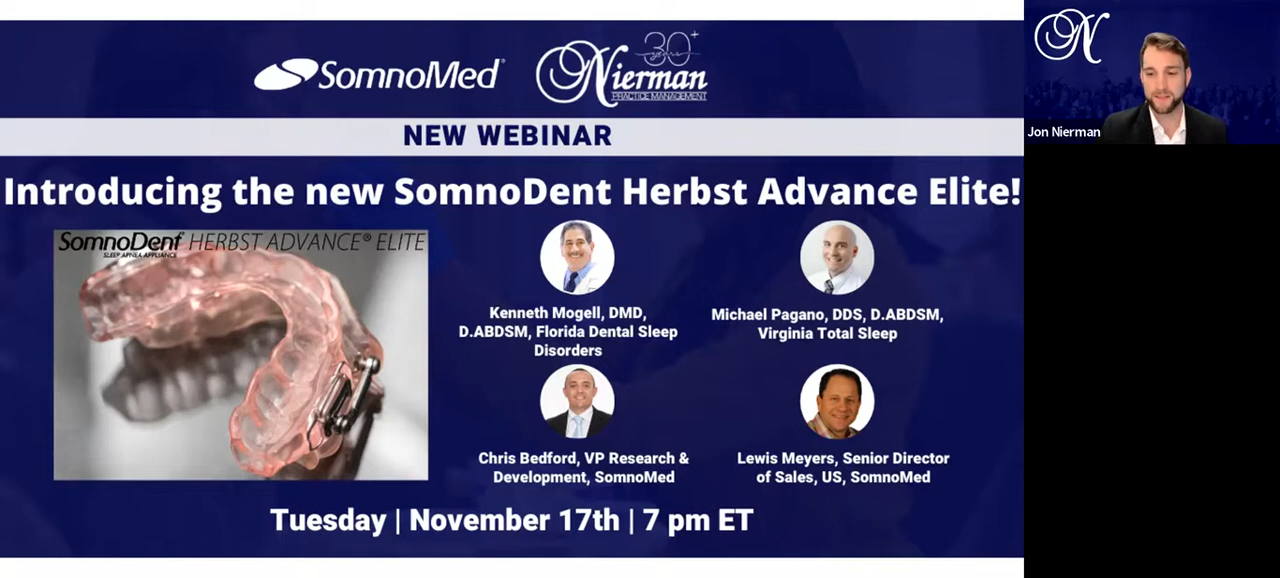 SomnoMed®
30+
years
Nierman
PRACTICE MANAGEMENT
N
Jon Nierman
NEW WEBINAR
Introducing the new SomnoDent Herbst Advance Elite!
SomnoDent HERBST ADVANCE® ELITE
SLEEP APNEA APPLIANCE
Kenneth Mogell, DMD,
D.ABDSM, Florida Dental Sleep
Disorders
Michael Pagano, DDS, D.ABDSM,
Virginia Total Sleep
Chris Bedford, VP Research &
Development, SomnoMed
Lewis Meyers, Senior Director
of Sales, US, SomnoMed
Tuesday | November 17th | 7 pm ET